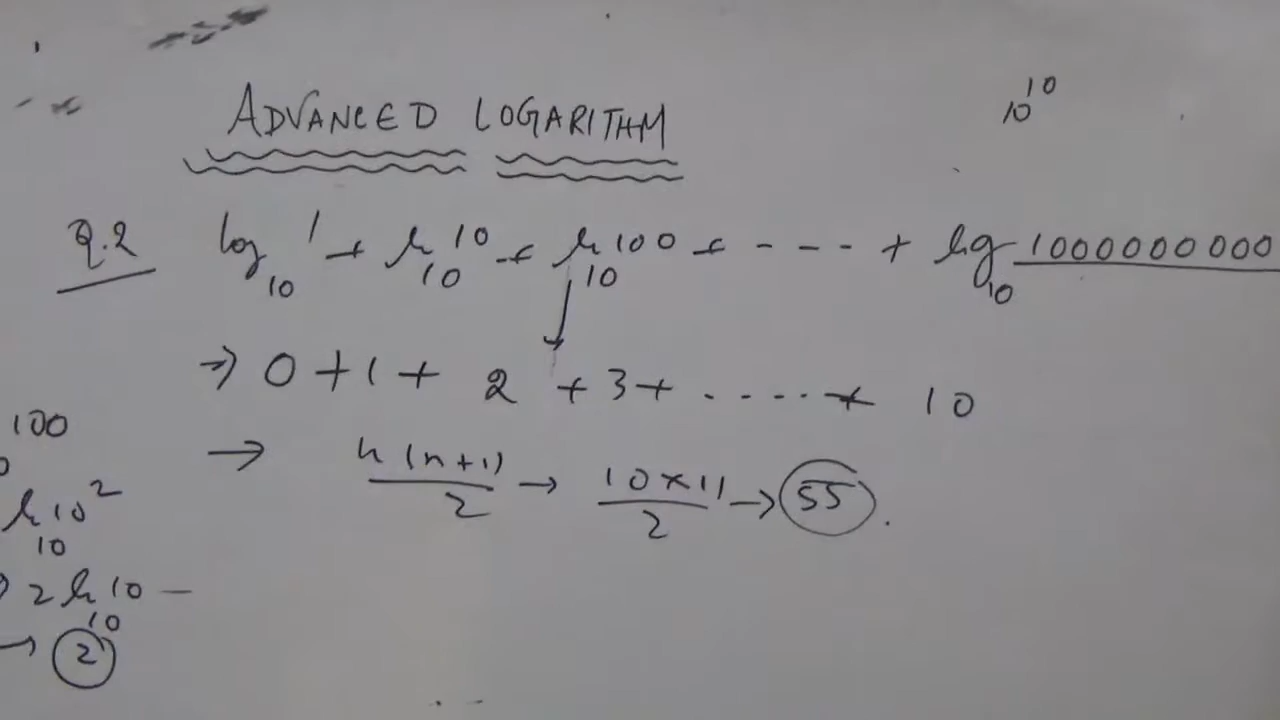 ADVANCED LOGARITHM
10^10
Q.2 log_10 1 + log_10 10 + log_10 100 + ---- + log_10 1000000000
⇒ 0 + 1 + 2 + 3 + ..... + 10
→ n(n+1)/2 → 10×11/2 → 55.
100
log_10 10^2
2 log_10 10 —
→ 2